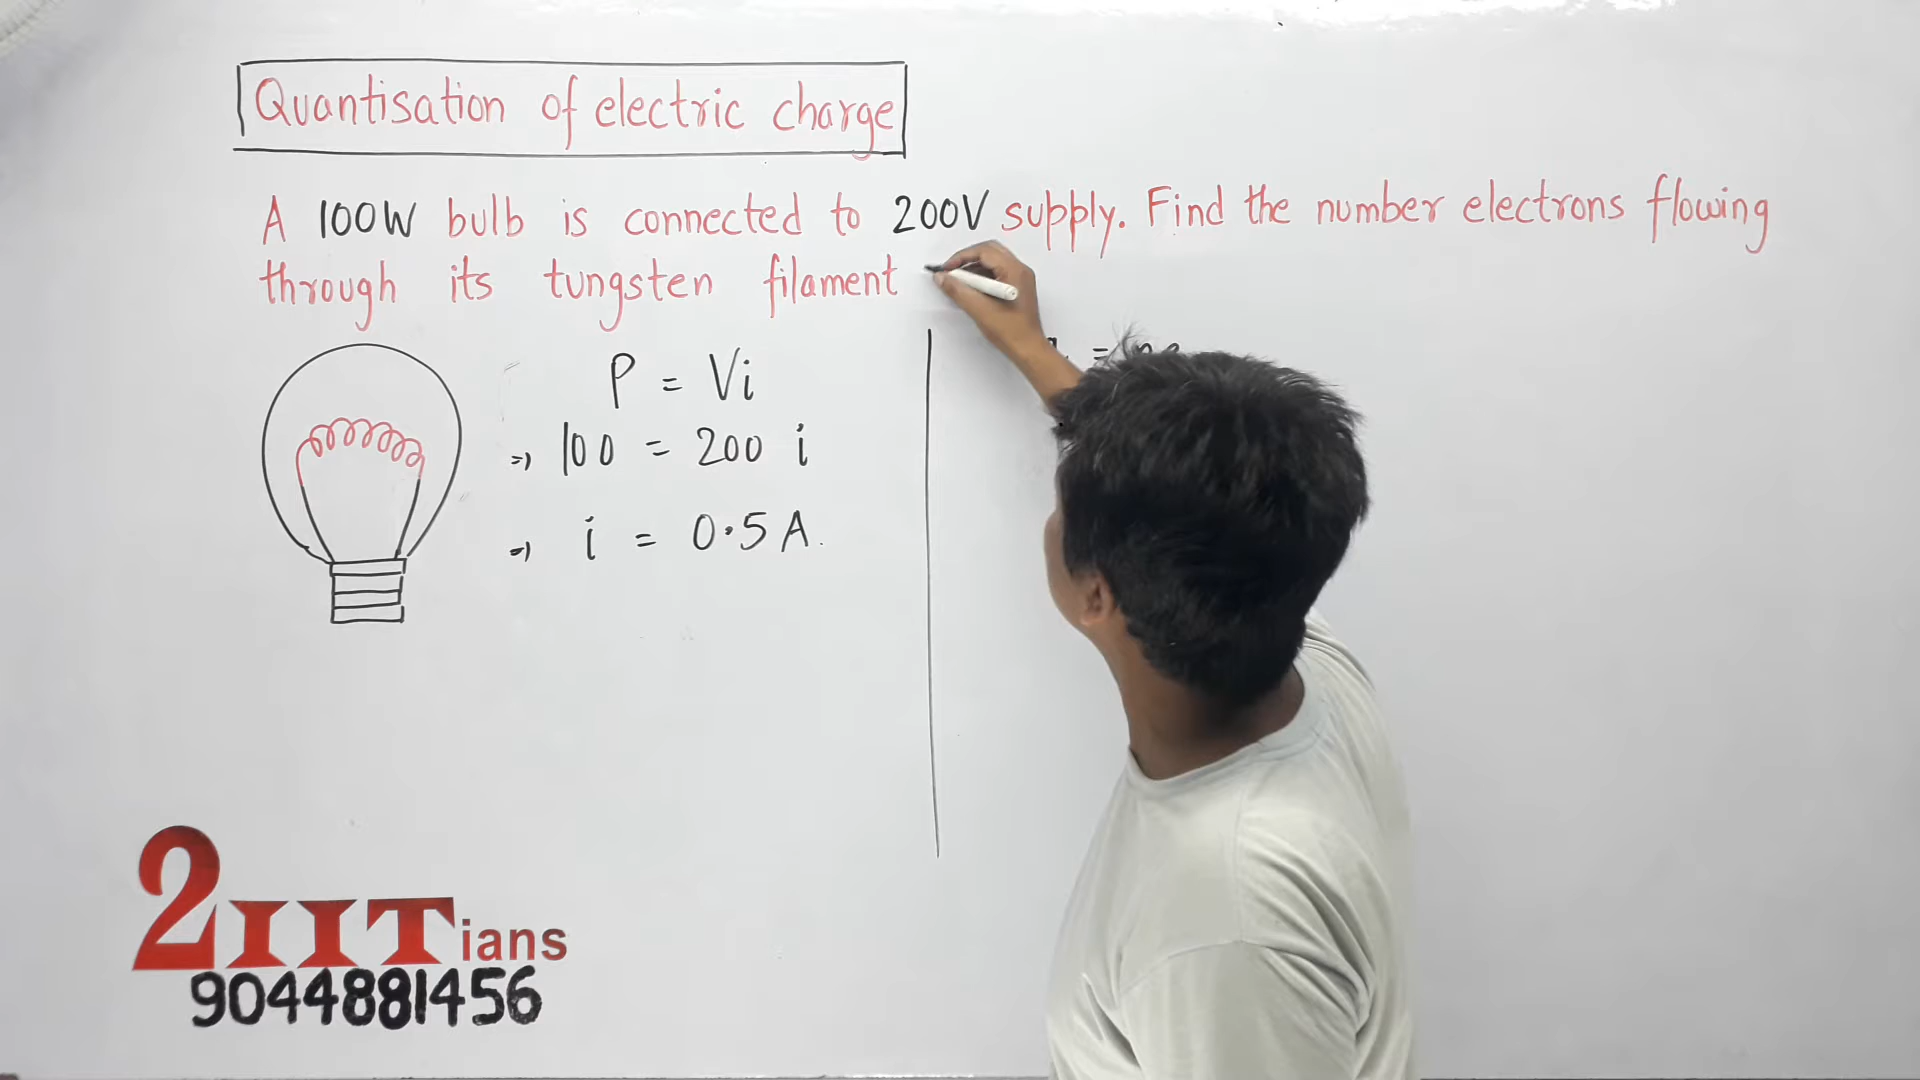 Quantisation of electric charge
A 100W bulb is connected to 200V supply. Find the number electrons flowing
through its tungsten filament
P = Vi
⇒ 100 = 200 i
⇒ i = 0.5 A.
=
2IITians
9044881456